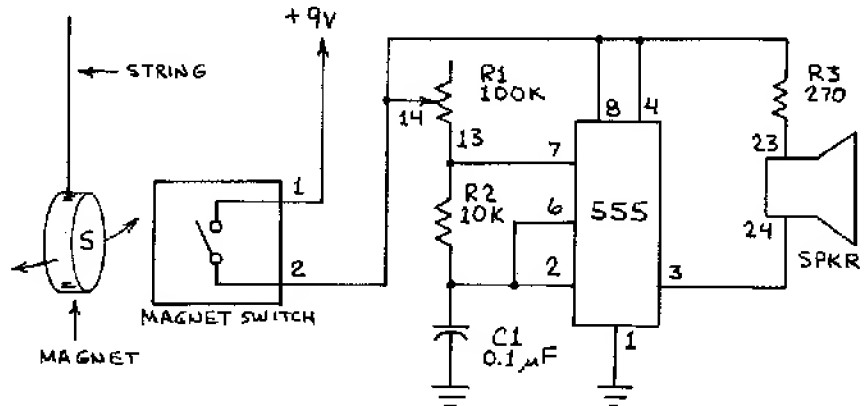 +9V
STRING
R1
100K
R3
270
14
13
8
4
23
7
1
R2
10K
6
555
S
24
2
2
3
SPKR
MAGNET SWITCH
1
C1
0.1µF
MAGNET